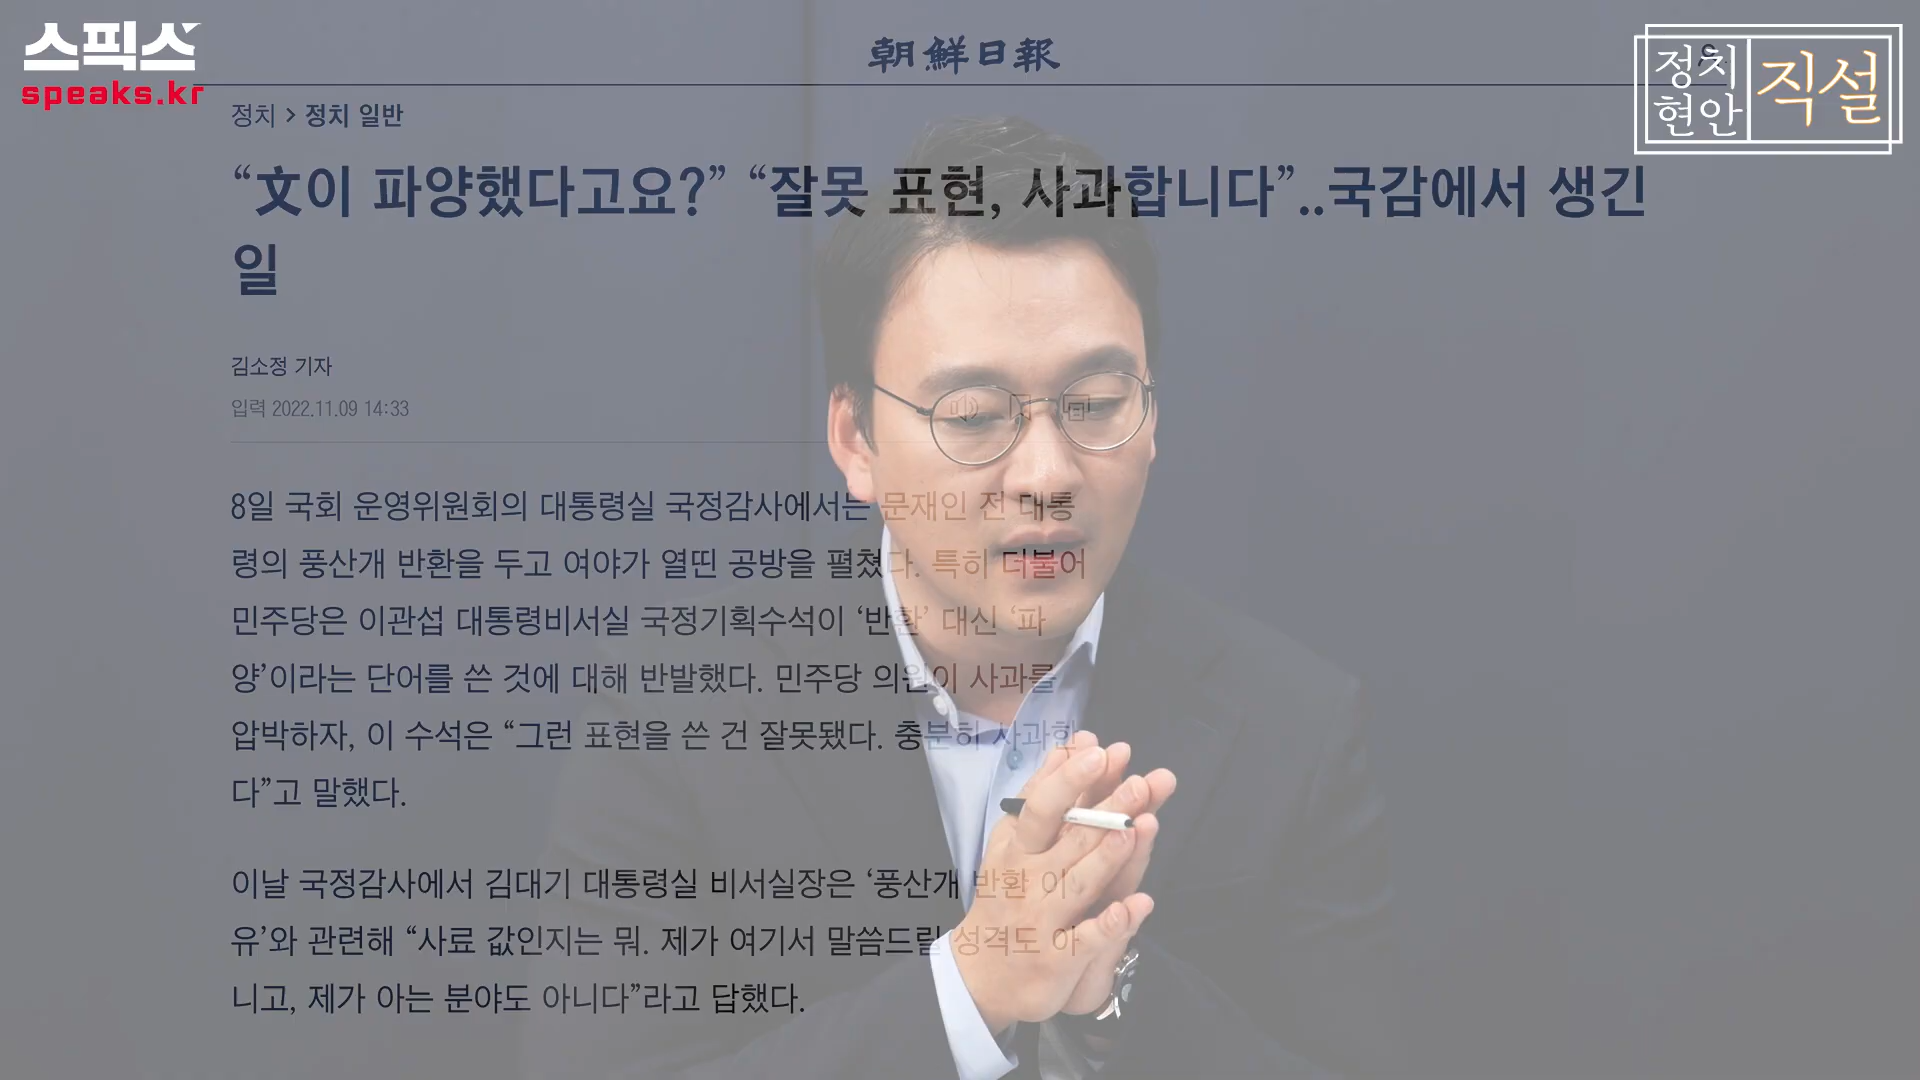 스픽스
speaks.kr
朝鮮日報
정치 현안 직설
정치 > 정치 일반
“文이 파양했다고요?” “잘못 표현, 사과합니다”..국감에서 생긴
일
김소정 기자
입력 2022.11.09 14:33
8일 국회 운영위원회의 대통령실 국정감사에서는 문재인 전 대통
령의 풍산개 반환을 두고 여야가 열띤 공방을 펼쳤다. 특히 더불어
민주당은 이관섭 대통령비서실 국정기획수석이 ‘반환’ 대신 ‘파
양’이라는 단어를 쓴 것에 대해 반발했다. 민주당 의원이 사과를
압박하자, 이 수석은 “그런 표현을 쓴 건 잘못됐다. 충분히 사과한
다”고 말했다.
이날 국정감사에서 김대기 대통령실 비서실장은 ‘풍산개 반환 이
유’와 관련해 “사료 값인지는 뭐. 제가 여기서 말씀드릴 성격도 아
니고, 제가 아는 분야도 아니다”라고 답했다.